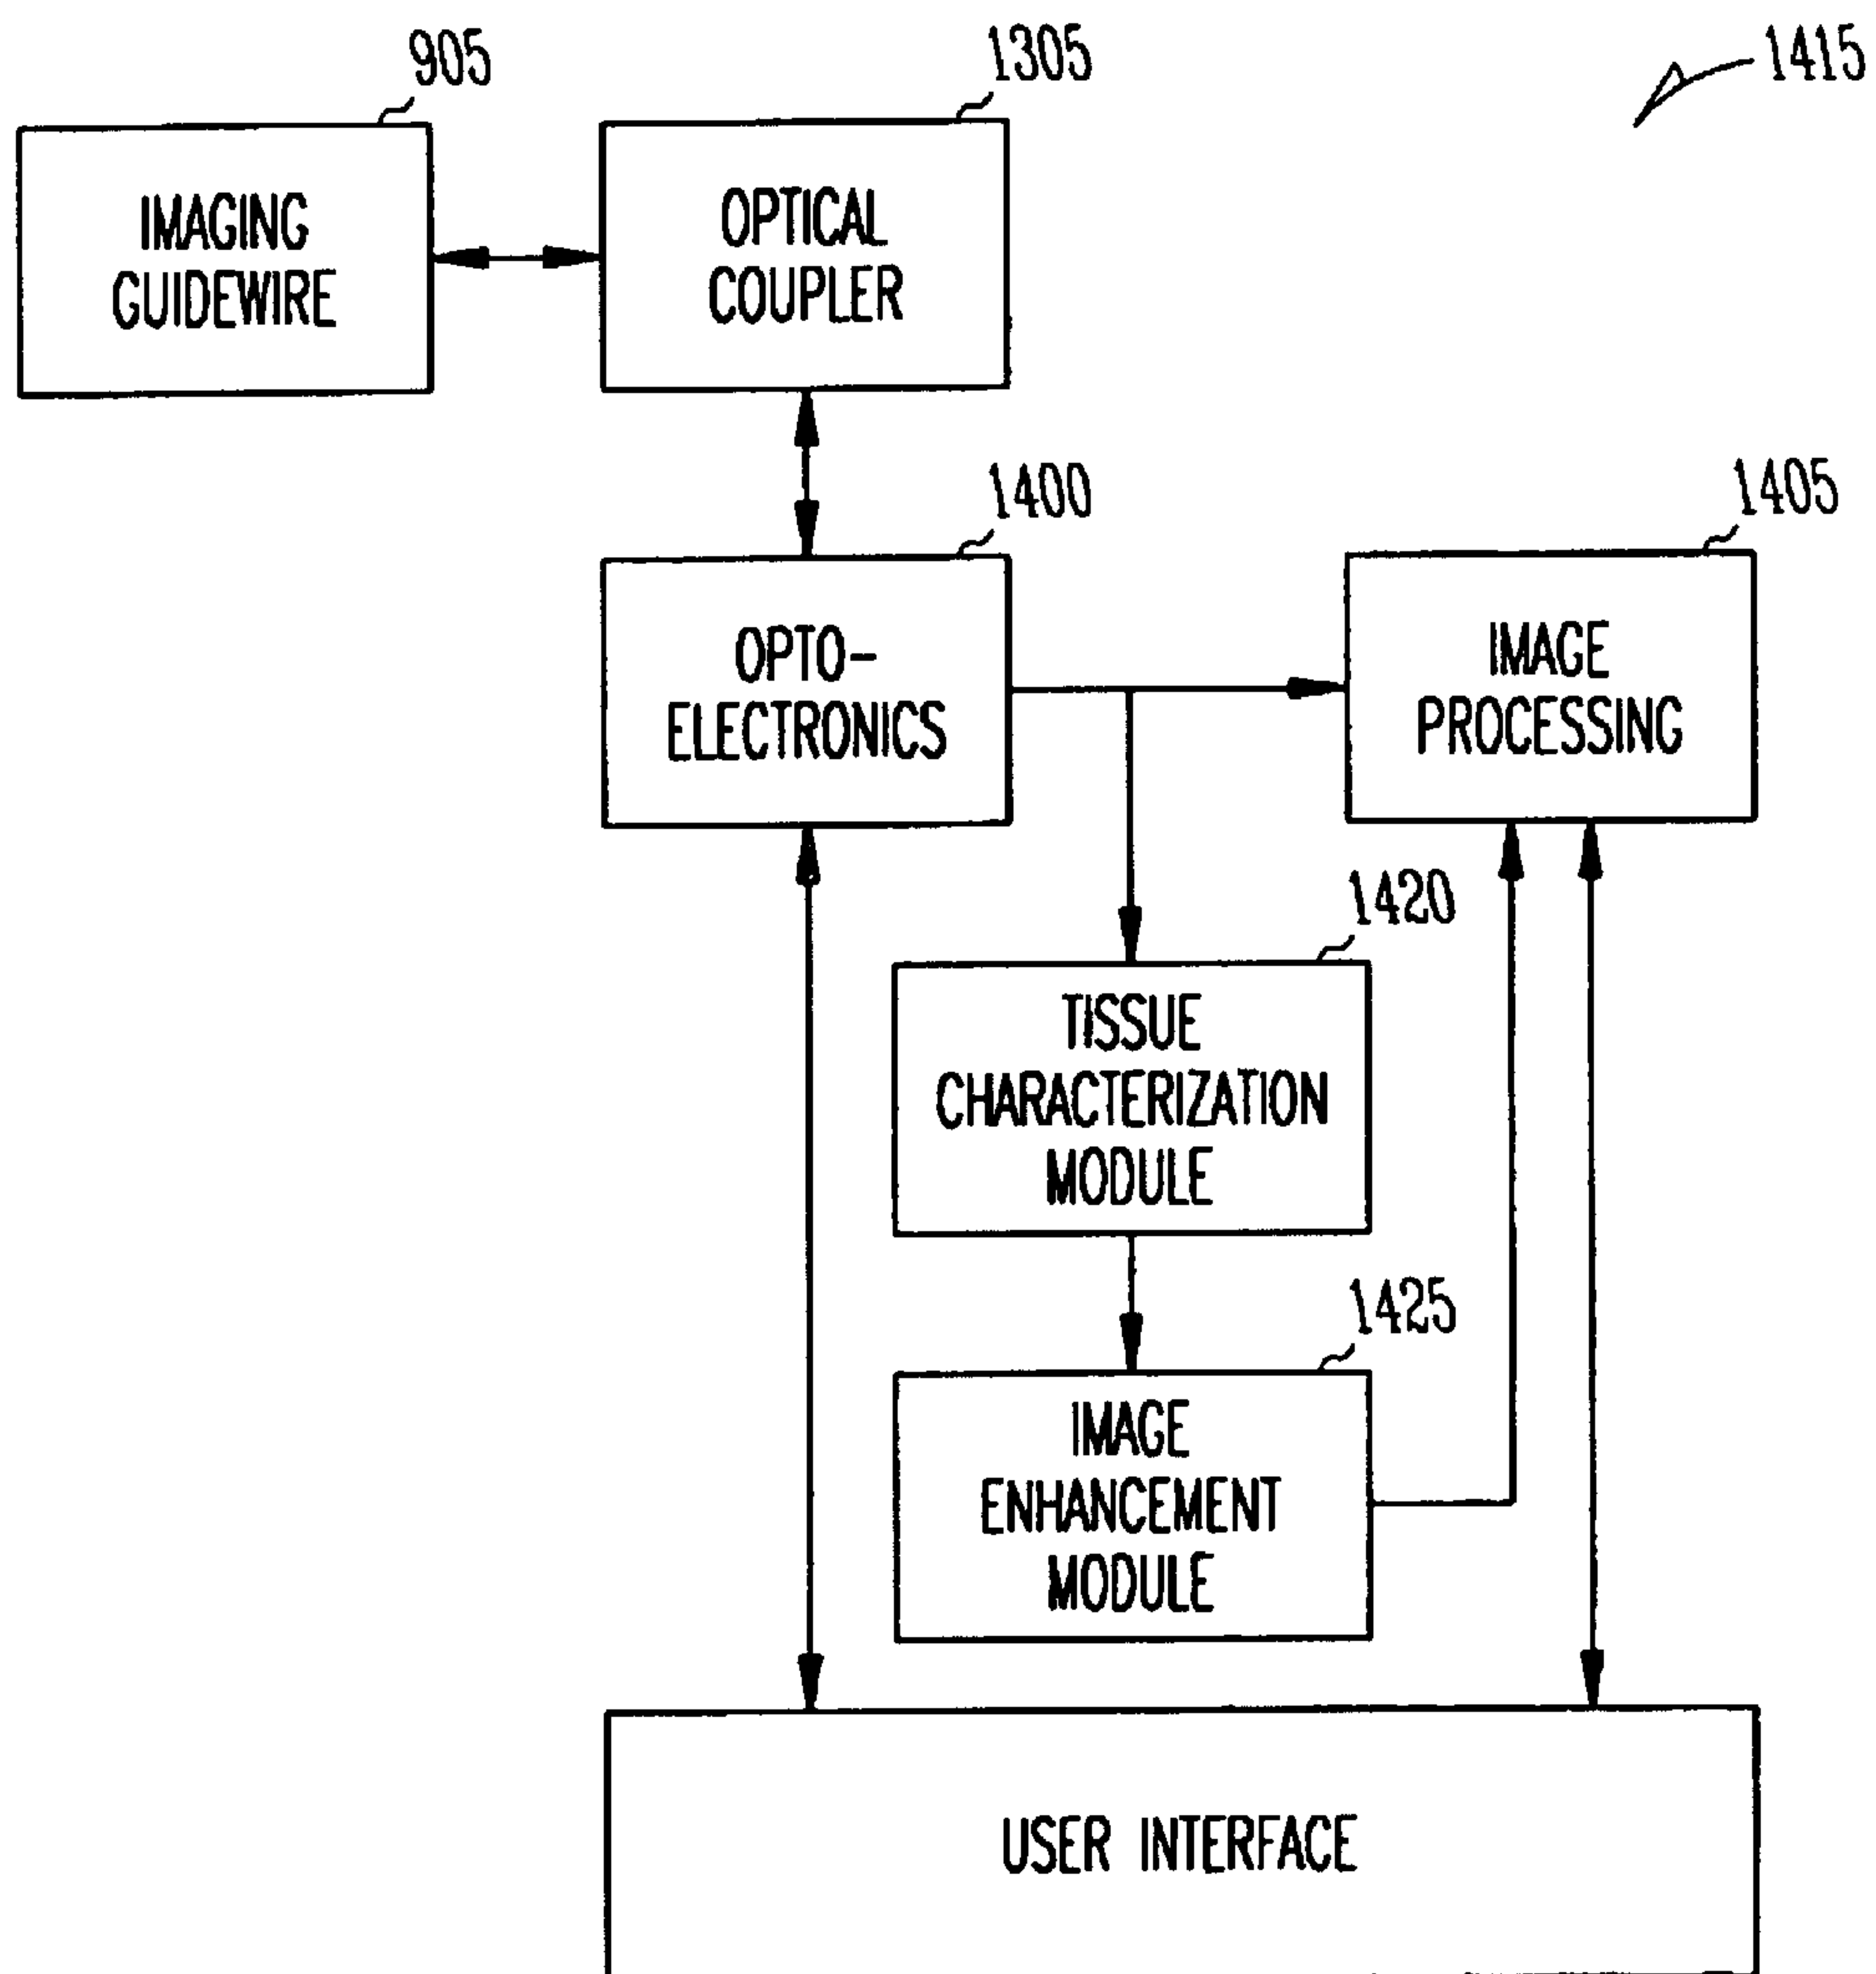 905
1305
1415
IMAGING
GUIDEWIRE
OPTICAL
COUPLER
1400
1405
OPTO-
ELECTRONICS
IMAGE
PROCESSING
1420
TISSUE
CHARACTERIZATION
MODULE
1425
IMAGE
ENHANCEMENT
MODULE
USER INTERFACE